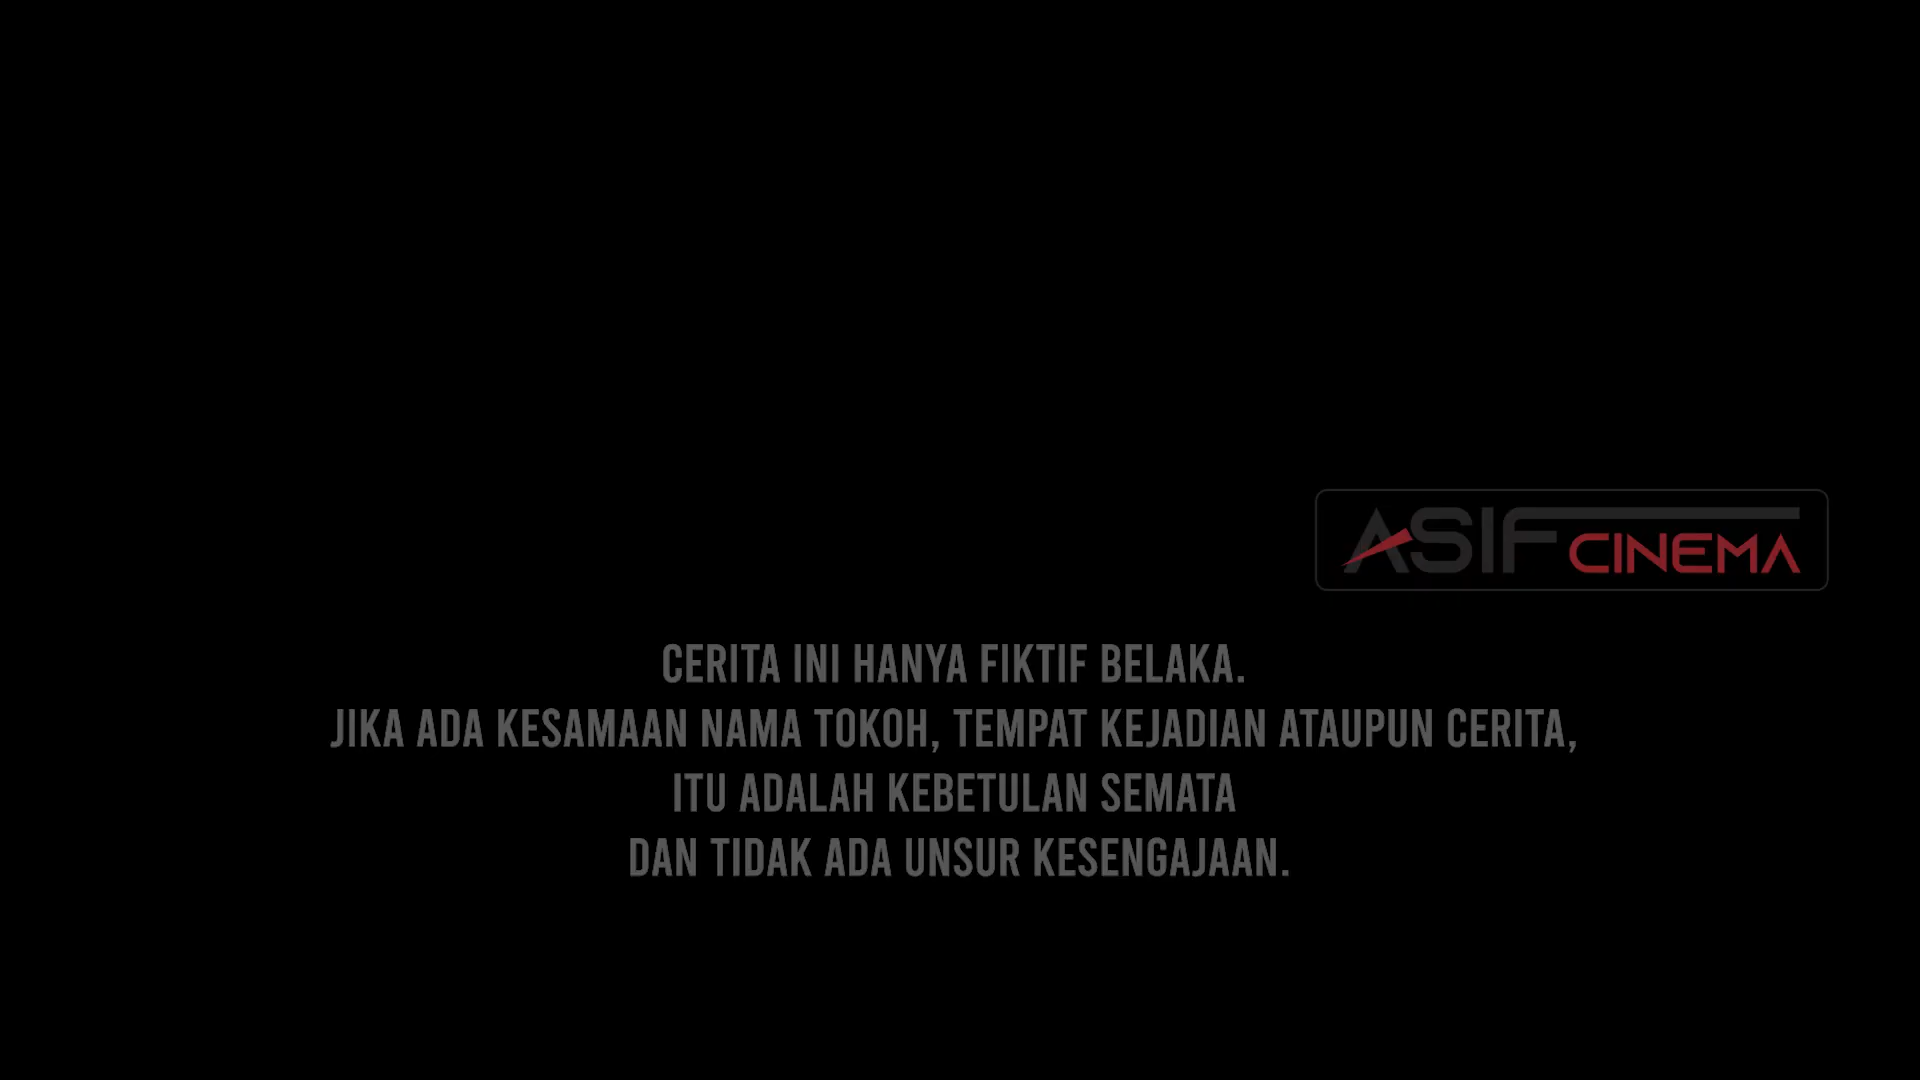 ASIF CINEMA
CERITA INI HANYA FIKTIF BELAKA.
JIKA ADA KESAMAAN NAMA TOKOH, TEMPAT KEJADIAN ATAUPUN CERITA,
ITU ADALAH KEBETULAN SEMATA
DAN TIDAK ADA UNSUR KESENGAJAAN.